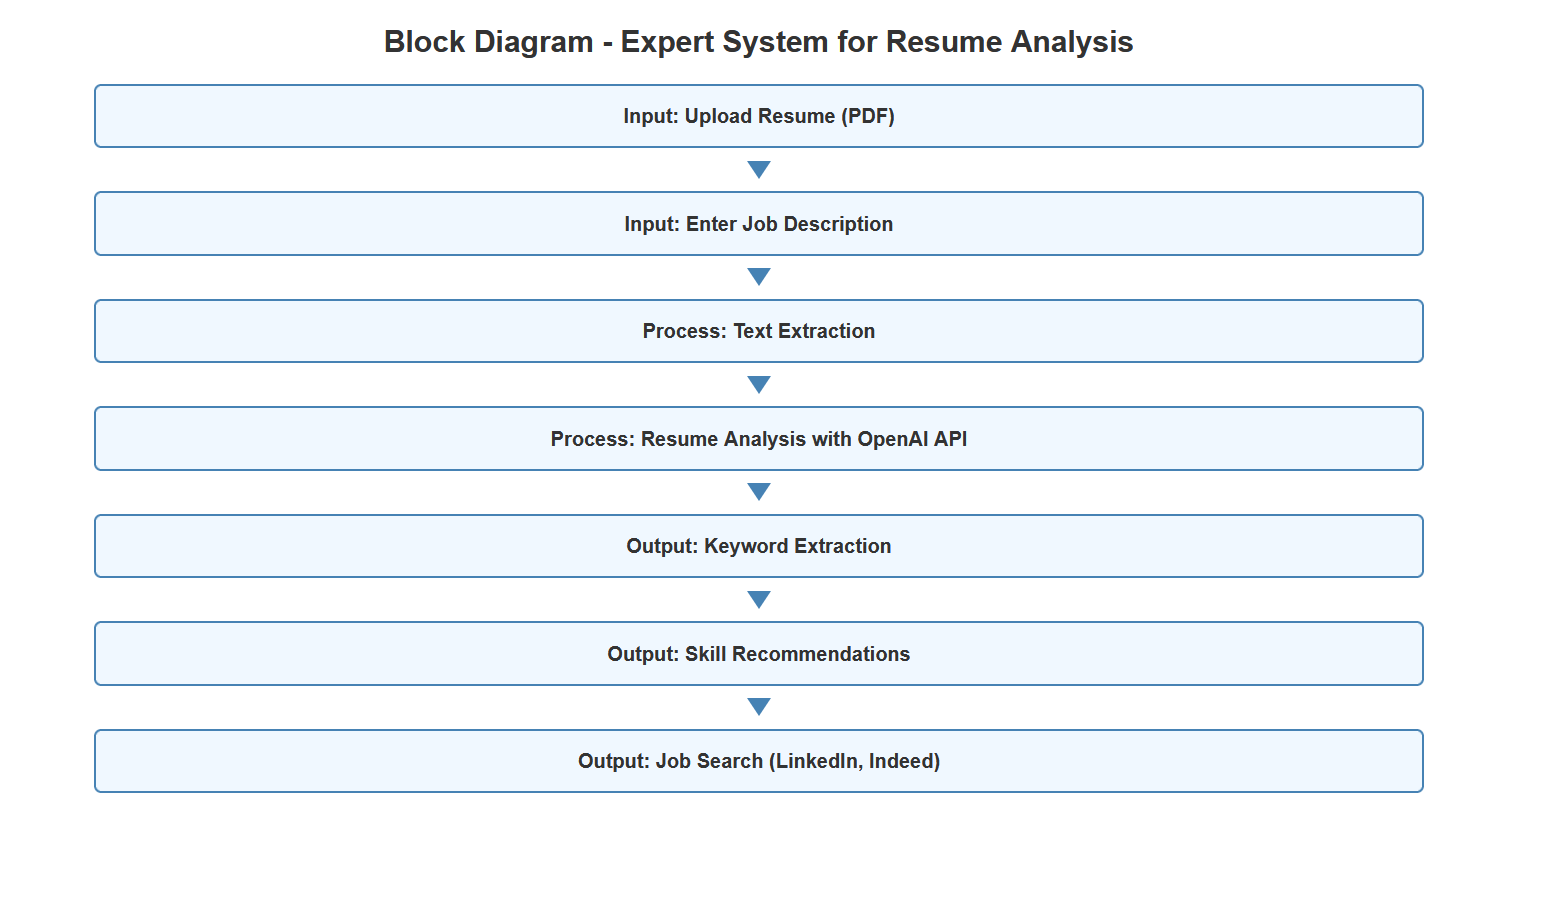 Block Diagram - Expert System for Resume Analysis
Input: Upload Resume (PDF)
Input: Enter Job Description
Process: Text Extraction
Process: Resume Analysis with OpenAI API
Output: Keyword Extraction
Output: Skill Recommendations
Output: Job Search (LinkedIn, Indeed)